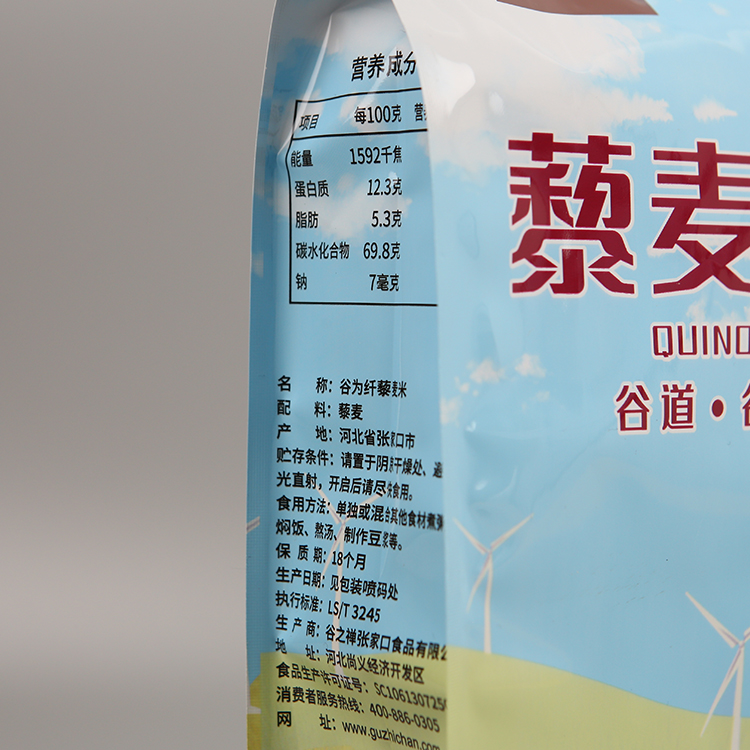 营养成分
项目 每100克 营
能量 1592千焦
蛋白质 12.3克
脂肪 5.3克
碳水化合物 69.8克
钠 7毫克
名 称：谷为纤藜麦米
配 料：藜麦
产 地：河北省张家口市
贮存条件：请置于阴凉干燥处、避
光直射，开启后请尽快食用。
食用方法：单独或混合其他食材煮粥
焖饭、熬汤、制作豆浆等。
保 质 期：18个月
生产日期：见包装喷码处
执行标准：LS/T 3245
生 产 商：谷之禅张家口食品有限公
地 址：河北尚义经济开发区
食品生产许可证号：SC10613072
消费者服务热线：400-886-0305
网 址：www.guzhichan.com
藜麦
QUINO
谷道·谷